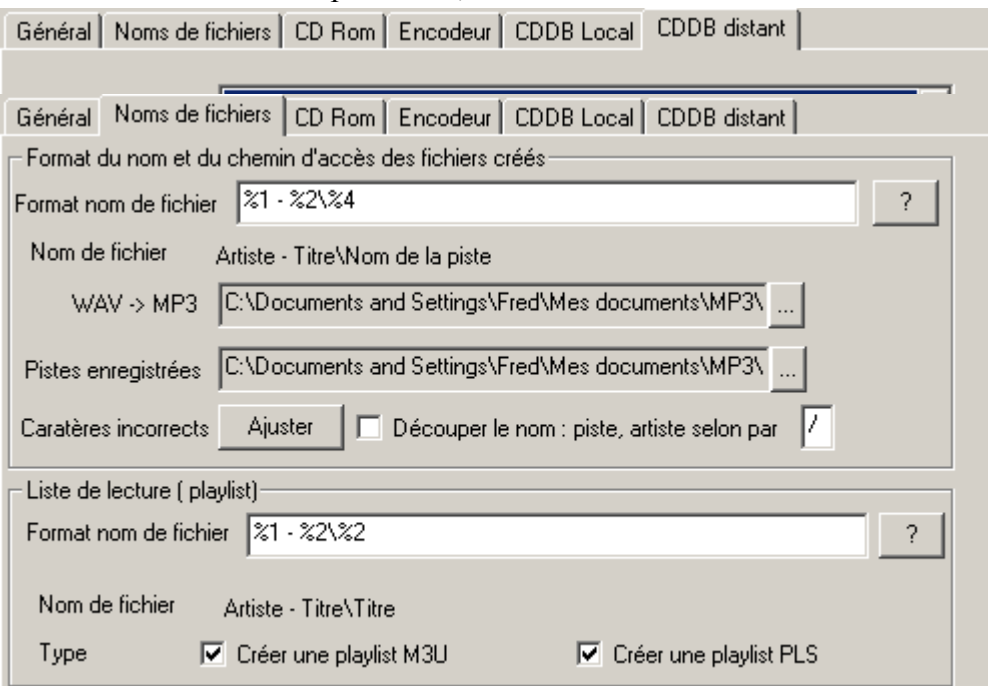 Général Noms de fichiers CD Rom Encodeur CDDB Local CDDB distant
Général Noms de fichiers CD Rom Encodeur CDDB Local CDDB distant
Format du nom et du chemin d'accès des fichiers créés
Format nom de fichier %1 - %2\%4 ?
Nom de fichier Artiste - Titre\Nom de la piste
WAV -> MP3 C:\Documents and Settings\Fred\Mes documents\MP3\ ...
Pistes enregistrées C:\Documents and Settings\Fred\Mes documents\MP3\ ...
Caratères incorrects Ajuster Découper le nom : piste, artiste selon par /
Liste de lecture ( playlist)
Format nom de fichier %1 - %2\%2 ?
Nom de fichier Artiste - Titre\Titre
Type Créer une playlist M3U Créer une playlist PLS